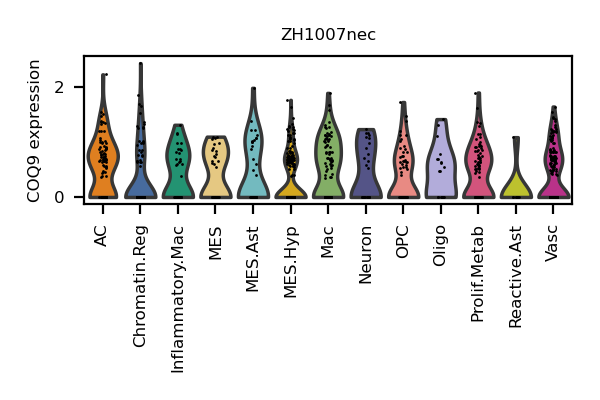 ZH1007nec
COQ9 expression
2
0
AC
Chromatin.Reg
Inflammatory.Mac
MES
MES.Ast
MES.Hyp
Mac
Neuron
OPC
Oligo
Prolif.Metab
Reactive.Ast
Vasc